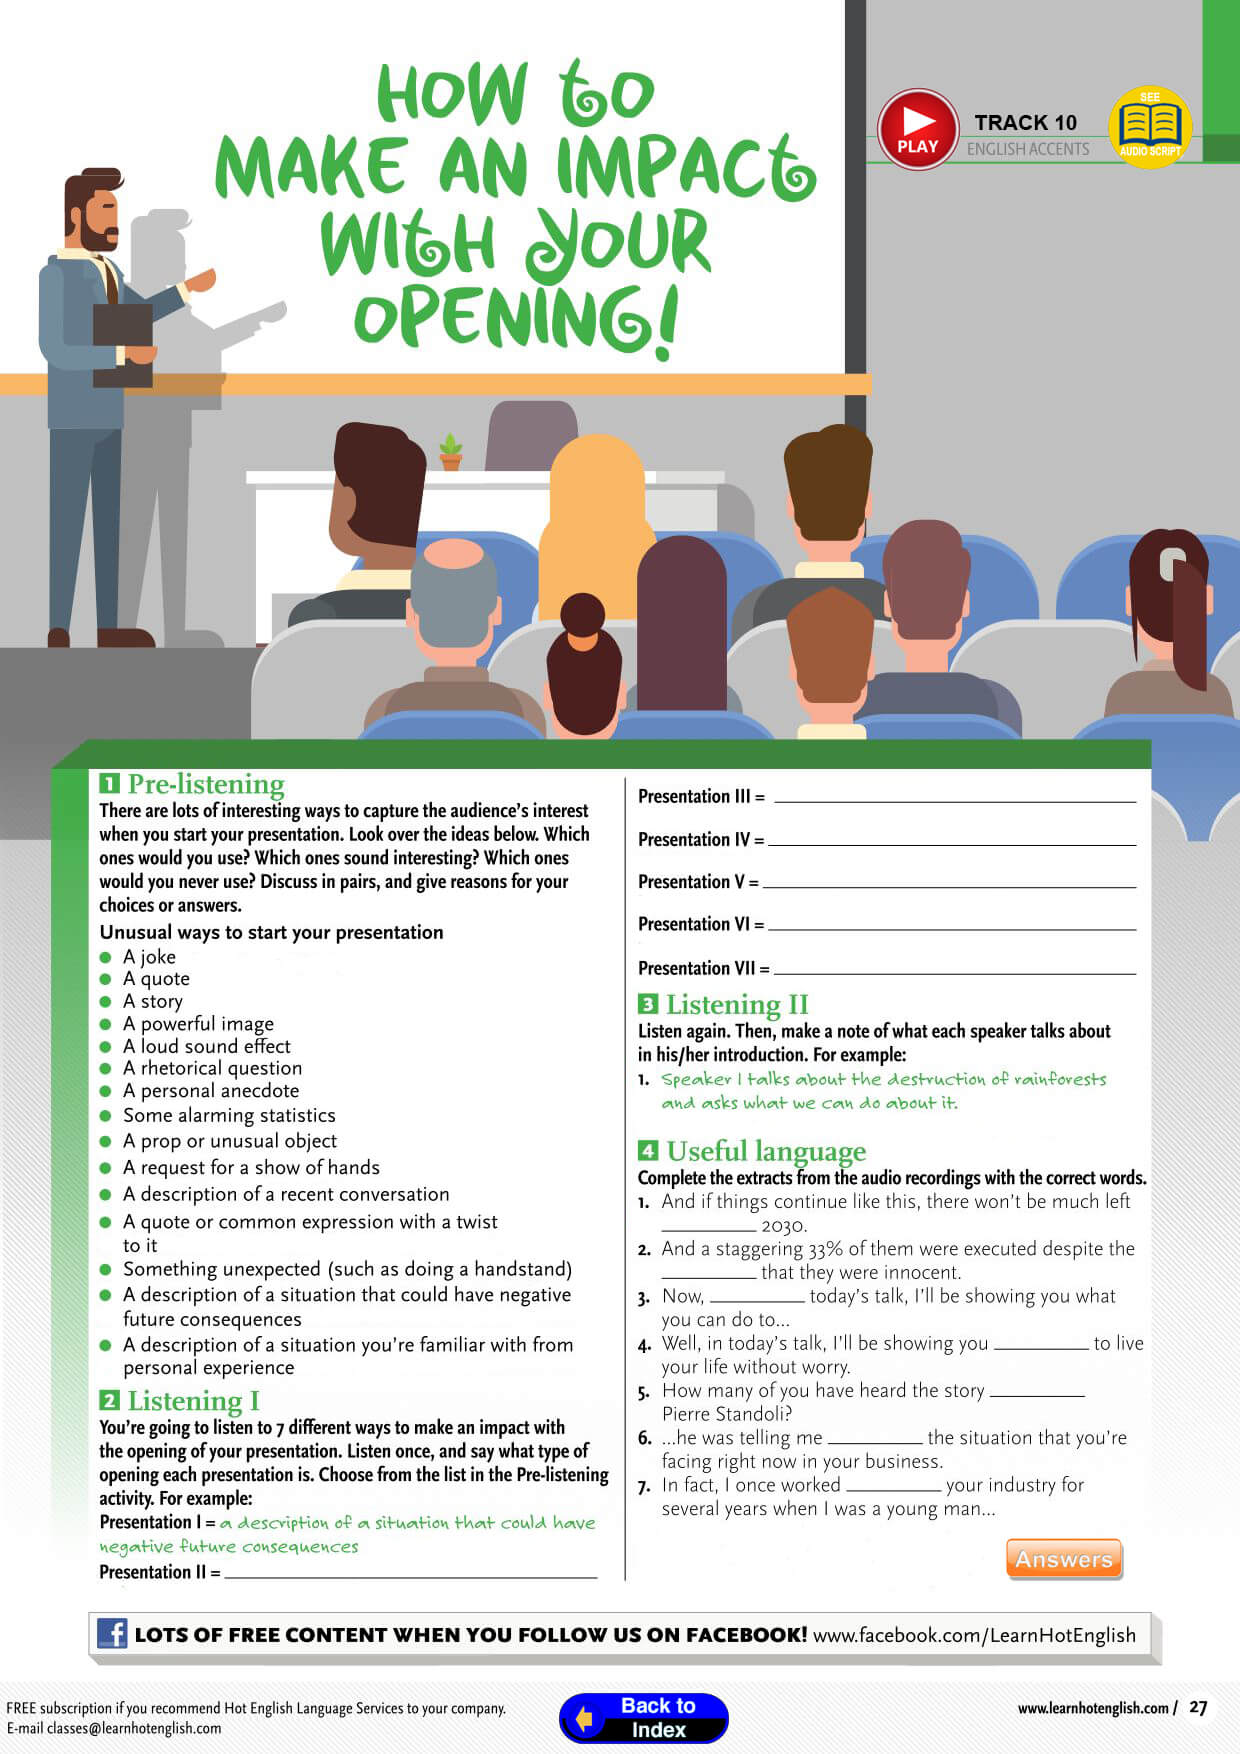 HOW to
MAKE AN IMPACt
WItH YOUR
OPENING!
PLAY
TRACK 10
ENGLISH ACCENTS
SEE
AUDIO SCRIPT
1 Pre-listening
There are lots of interesting ways to capture the audience's interest
when you start your presentation. Look over the ideas below. Which
ones would you use? Which ones sound interesting? Which ones
would you never use? Discuss in pairs, and give reasons for your
choices or answers.
Unusual ways to start your presentation
● A joke
● A quote
● A story
● A powerful image
● A loud sound effect
● A rhetorical question
● A personal anecdote
● Some alarming statistics
● A prop or unusual object
● A request for a show of hands
● A description of a recent conversation
● A quote or common expression with a twist
to it
● Something unexpected (such as doing a handstand)
● A description of a situation that could have negative
future consequences
● A description of a situation you're familiar with from
personal experience
2 Listening I
You're going to listen to 7 different ways to make an impact with
the opening of your presentation. Listen once, and say what type of
opening each presentation is. Choose from the list in the Pre-listening
activity. For example:
Presentation I = a description of a situation that could have
negative future consequences
Presentation II = ____________
Presentation III = ____________
Presentation IV = ____________
Presentation V = ____________
Presentation VI = ____________
Presentation VII = ____________
3 Listening II
Listen again. Then, make a note of what each speaker talks about
in his/her introduction. For example:
1. Speaker I talks about the destruction of rainforests
and asks what we can do about it.
4 Useful language
Complete the extracts from the audio recordings with the correct words.
1. And if things continue like this, there won't be much left
_________ 2030.
2. And a staggering 33% of them were executed despite the
_________ that they were innocent.
3. Now, _________ today's talk, I'll be showing you what
you can do to...
4. Well, in today's talk, I'll be showing you _________ to live
your life without worry.
5. How many of you have heard the story _________
Pierre Standoli?
6. ...he was telling me _________ the situation that you're
facing right now in your business.
7. In fact, I once worked _________ your industry for
several years when I was a young man...
Answers
f LOTS OF FREE CONTENT WHEN YOU FOLLOW US ON FACEBOOK! www.facebook.com/LearnHotEnglish
FREE subscription if you recommend Hot English Language Services to your company.
E-mail classes@learnhotenglish.com
Back to
Index
www.learnhotenglish.com / 27